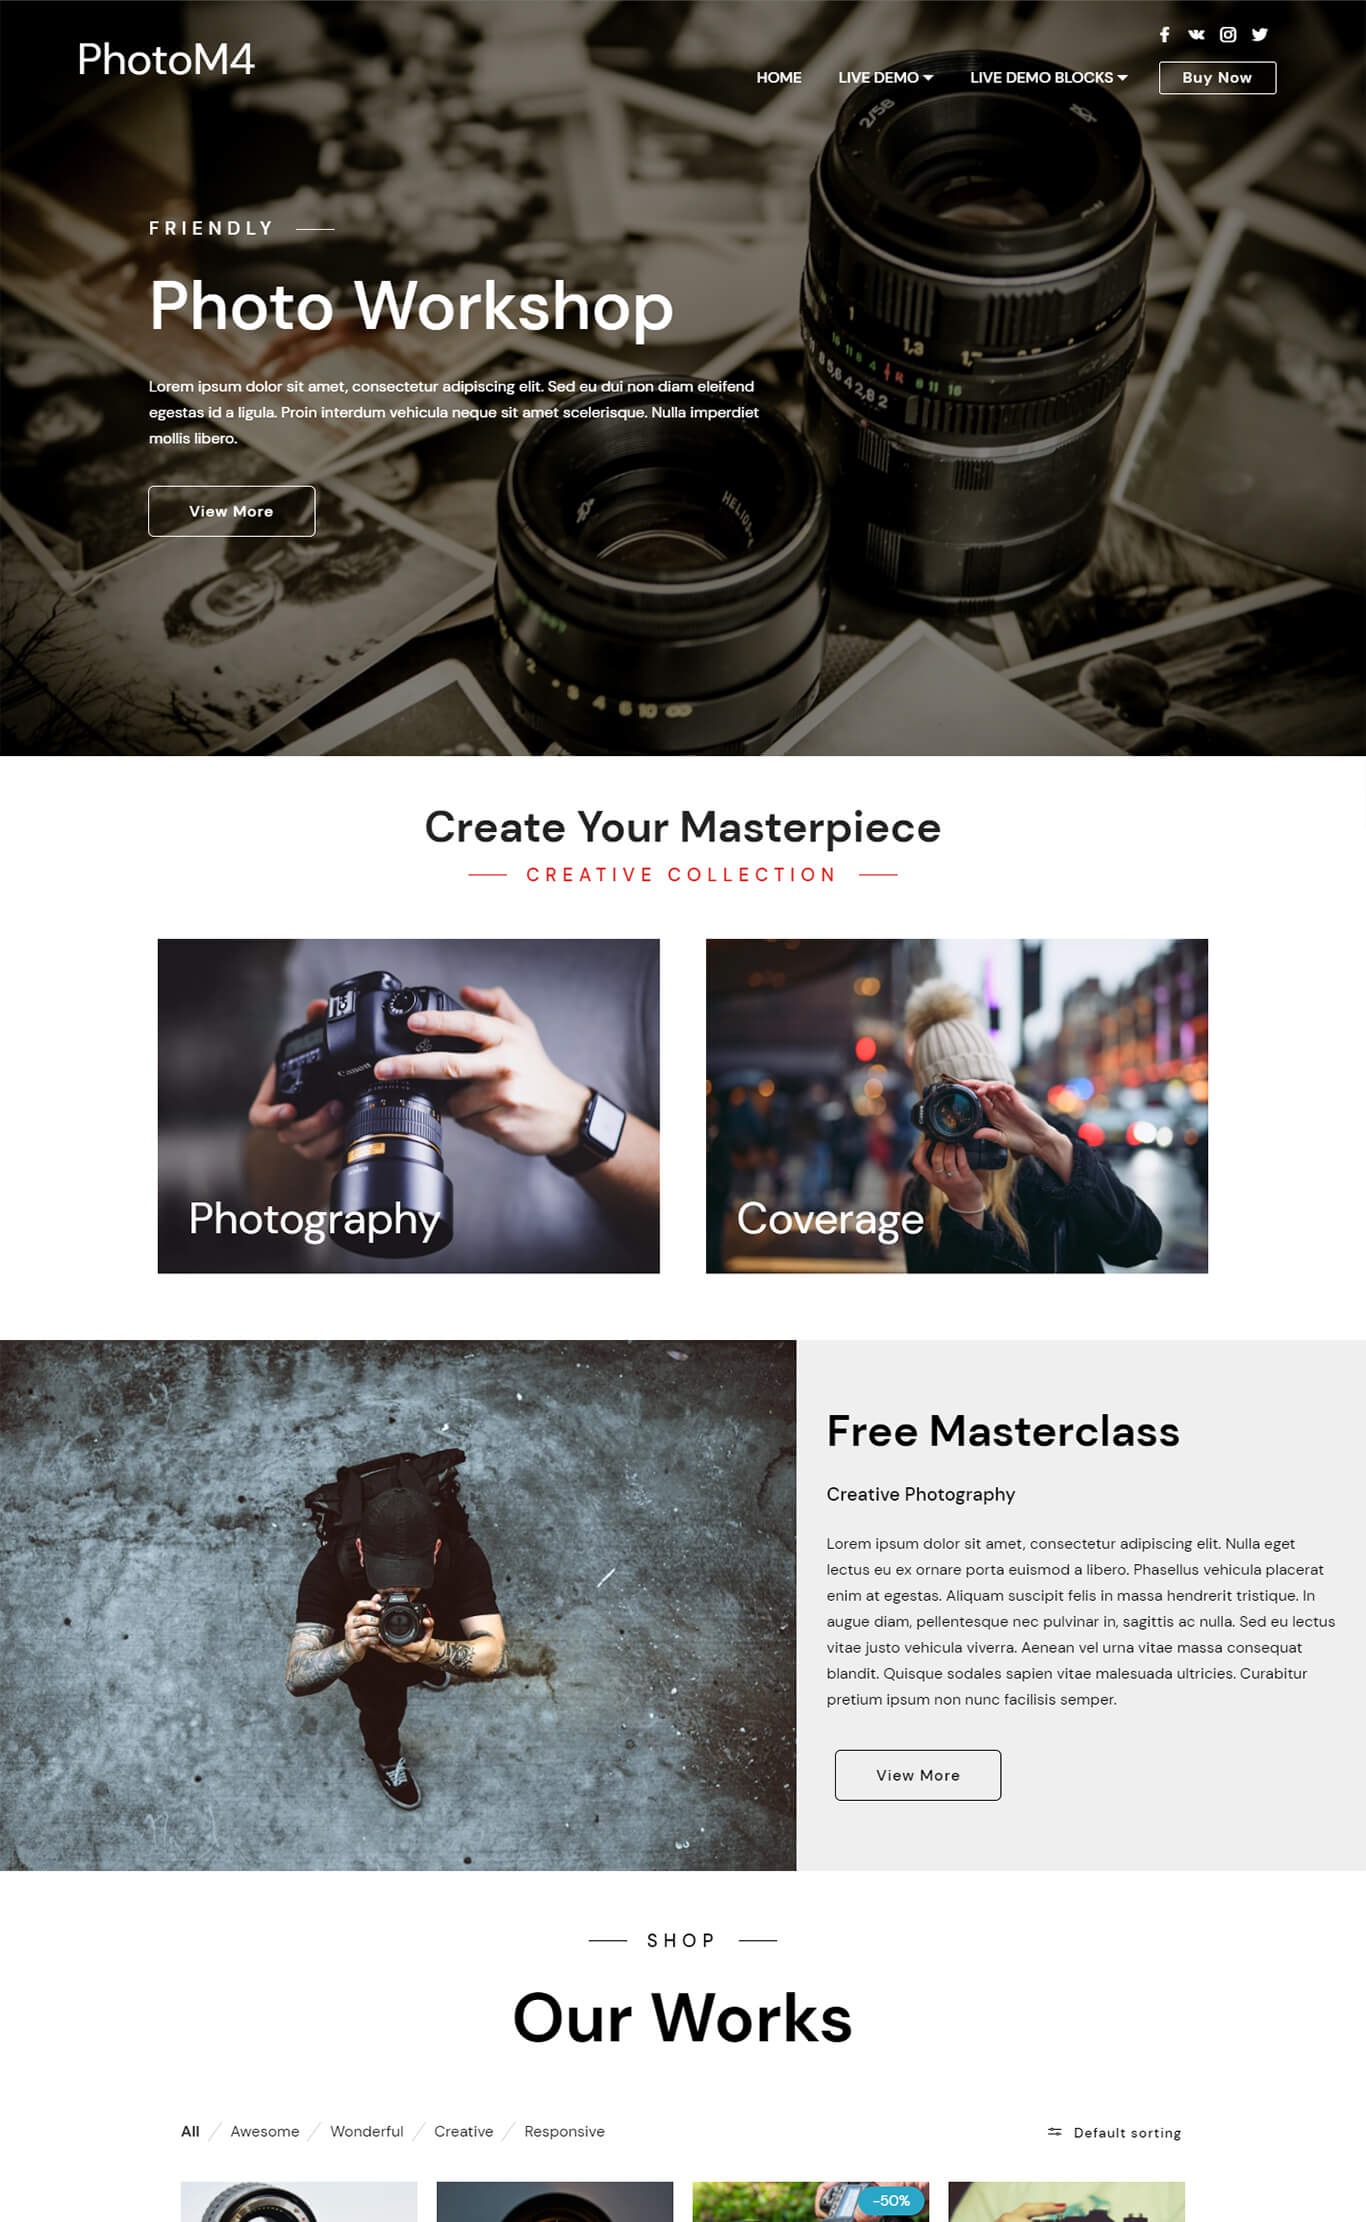 PhotoM4
HOME LIVE DEMO LIVE DEMO BLOCKS Buy Now
FRIENDLY
Photo Workshop
Lorem ipsum dolor sit amet, consectetur adipiscing elit. Sed eu dui non diam eleifend
egestas id a ligula. Proin interdum vehicula neque sit amet scelerisque. Nulla imperdiet
mollis libero.
View More
2/58
HELIOS
Create Your Masterpiece
CREATIVE COLLECTION
Canon
Photography
Coverage
Free Masterclass
Creative Photography
Lorem ipsum dolor sit amet, consectetur adipiscing elit. Nulla eget
lectus eu ex ornare porta euismod a libero. Phasellus vehicula placerat
enim at egestas. Aliquam suscipit felis in massa hendrerit tristique. In
augue diam, pellentesque nec pulvinar in, sagittis ac nulla. Sed eu lectus
vitae justo vehicula viverra. Aenean vel urna vitae massa consequat
blandit. Quisque sodales sapien vitae malesuada ultricies. Curabitur
pretium ipsum non nunc facilisis semper.
View More
SHOP
Our Works
All Awesome Wonderful Creative Responsive
Default sorting
-50%